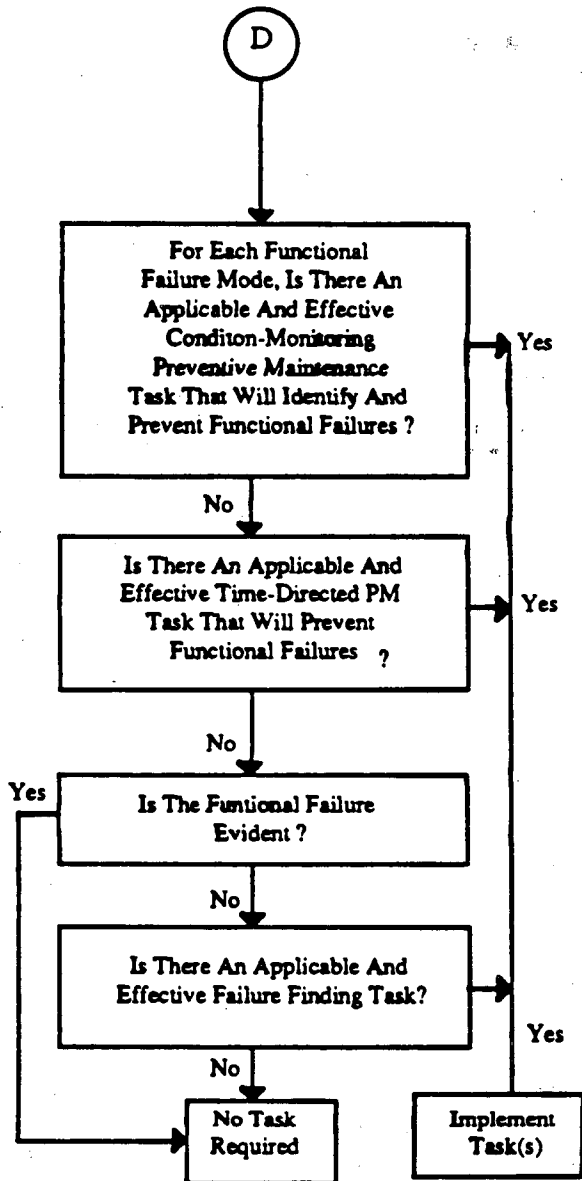 D
For Each Functional
Failure Mode, Is There An
Applicable And Effective
Conditon-Monitoring
Preventive Maintenance
Task That Will Identify And
Prevent Functional Failures ?
Yes
No
Is There An Applicable And
Effective Time-Directed PM
Task That Will Prevent
Functional Failures ?
Yes
No
Yes
Is The Funtional Failure
Evident ?
No
Is There An Applicable And
Effective Failure Finding Task?
Yes
No
No Task
Required
Implement
Task(s)